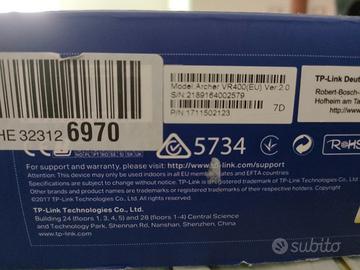 Model:Archer VR400(EU) Ver:2.0
S/N:2189164002579
P/N:1711502123
7D
TP-Link Deut
Robert-Bosch-
Hofheim am Ta
HE 32312 6970
5734
RoHS
For support and warranty, please visit http://www.tp-link.com/support
Attention: This device may only be used indoors in all EU member states and EFTA countries
Specifications are subject to change without notice. TP-Link is a registered trademark of TP-Link Technologies
Co., Ltd. Other brands and product names are trademarks or registered trademarks of their respective holders.
Copyright ©2017 TP-Link Technologies Co., Ltd. All rights reserved.
TP-Link Technologies Co., Ltd.
Building 24 (floors 1, 3, 4, 5) and 28 (floors 1-4) Central Science
and Technology Park, Shennan Rd, Nanshan, Shenzhen, China
www.tp-link.com
subito